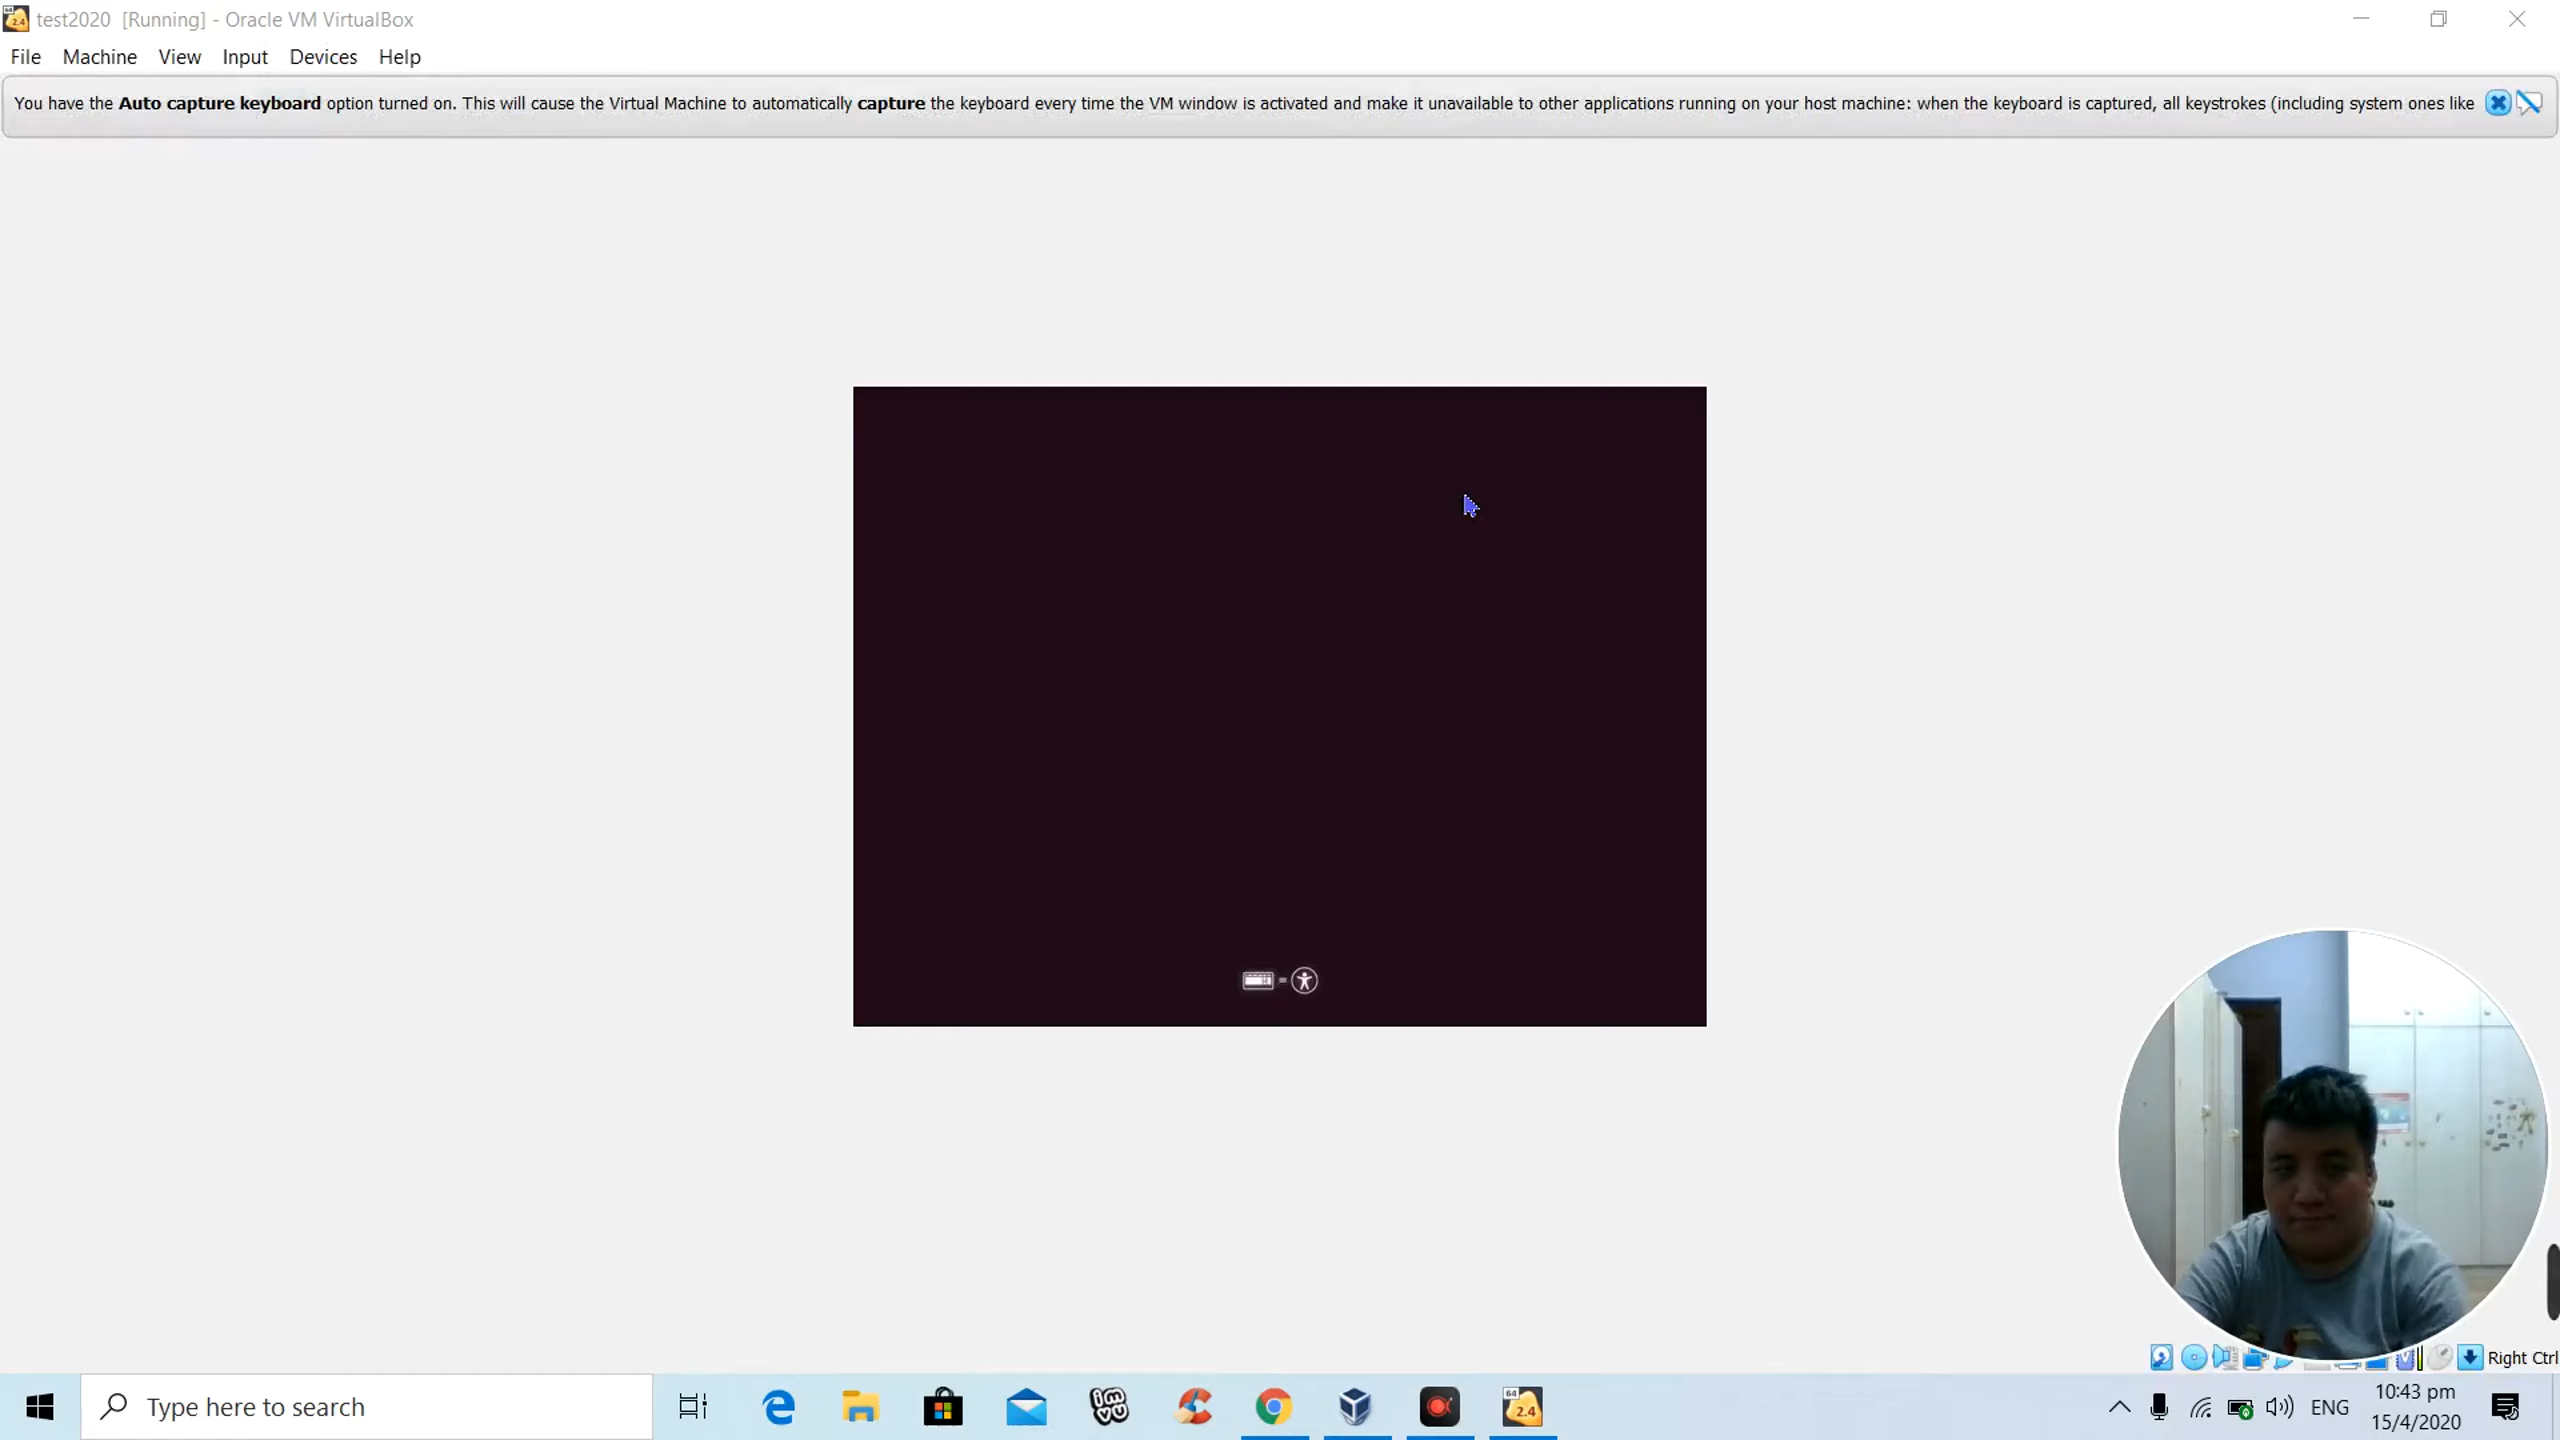 test2020 [Running] - Oracle VM VirtualBox
File Machine View Input Devices Help
You have the Auto capture keyboard option turned on. This will cause the Virtual Machine to automatically capture the keyboard every time the VM window is activated and make it unavailable to other applications running on your host machine: when the keyboard is captured, all keystrokes (including system ones like
Right Ctrl
Type here to search
64
2.4
ENG
10:43 pm
15/4/2020